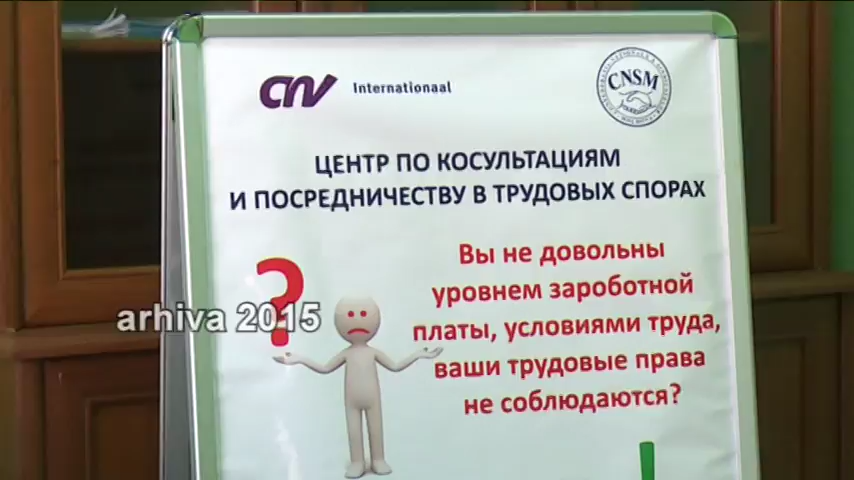 CNV Internationaal
CNSM
ЦЕНТР ПО КОСУЛЬТАЦИЯМ
И ПОСРЕДНИЧЕСТВУ В ТРУДОВЫХ СПОРАХ
?
Вы не довольны
уровнем зароботной
платы, условиями труда,
ваши трудовые права
не соблюдаются?
arhiva 2015
!